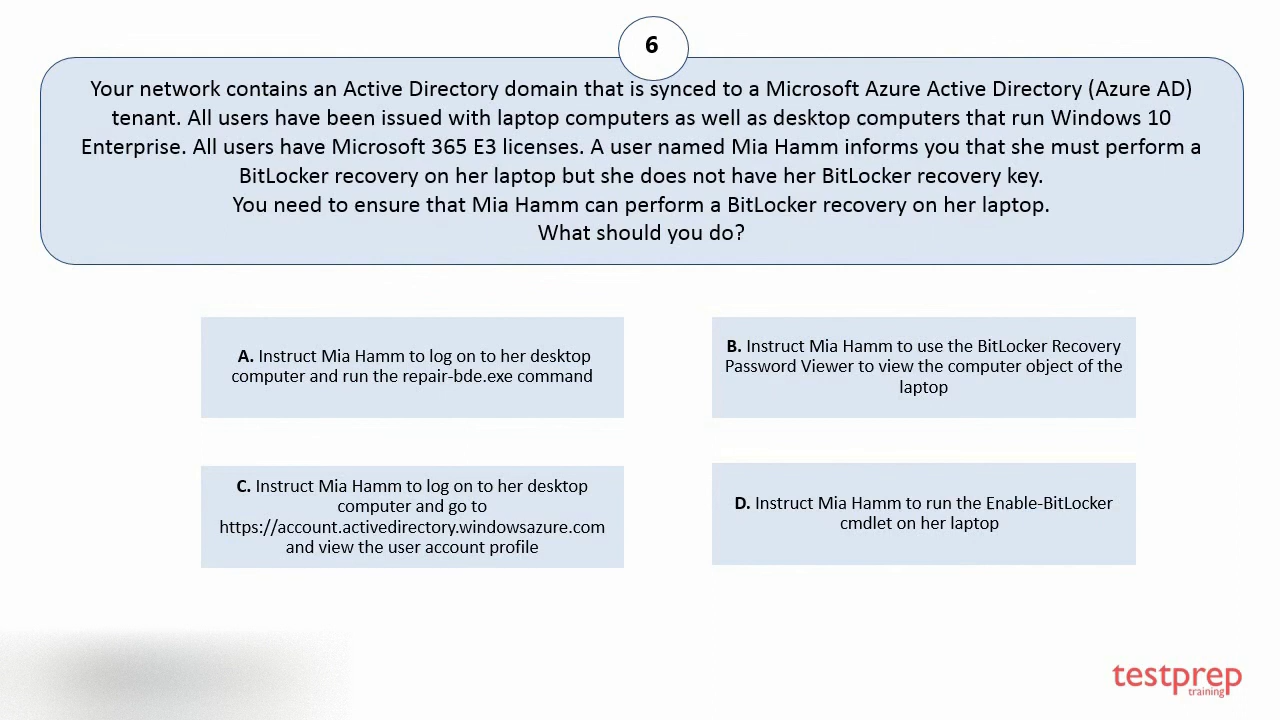 6
Your network contains an Active Directory domain that is synced to a Microsoft Azure Active Directory (Azure AD)
tenant. All users have been issued with laptop computers as well as desktop computers that run Windows 10
Enterprise. All users have Microsoft 365 E3 licenses. A user named Mia Hamm informs you that she must perform a
BitLocker recovery on her laptop but she does not have her BitLocker recovery key.
You need to ensure that Mia Hamm can perform a BitLocker recovery on her laptop.
What should you do?
A. Instruct Mia Hamm to log on to her desktop
computer and run the repair-bde.exe command
B. Instruct Mia Hamm to use the BitLocker Recovery
Password Viewer to view the computer object of the
laptop
C. Instruct Mia Hamm to log on to her desktop
computer and go to
https://account.activedirectory.windowsazure.com
and view the user account profile
D. Instruct Mia Hamm to run the Enable-BitLocker
cmdlet on her laptop
testprep
training